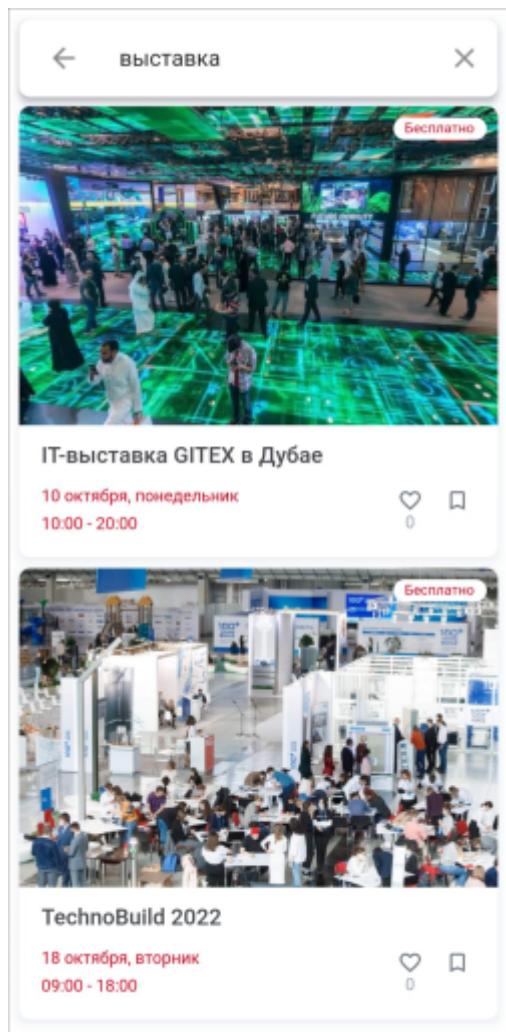 выставка
Бесплатно
IT-выставка GITEX в Дубае
10 октября, понедельник
10:00 - 20:00
0
Бесплатно
100+
TechnoBuild 2022
18 октября, вторник
09:00 - 18:00
0